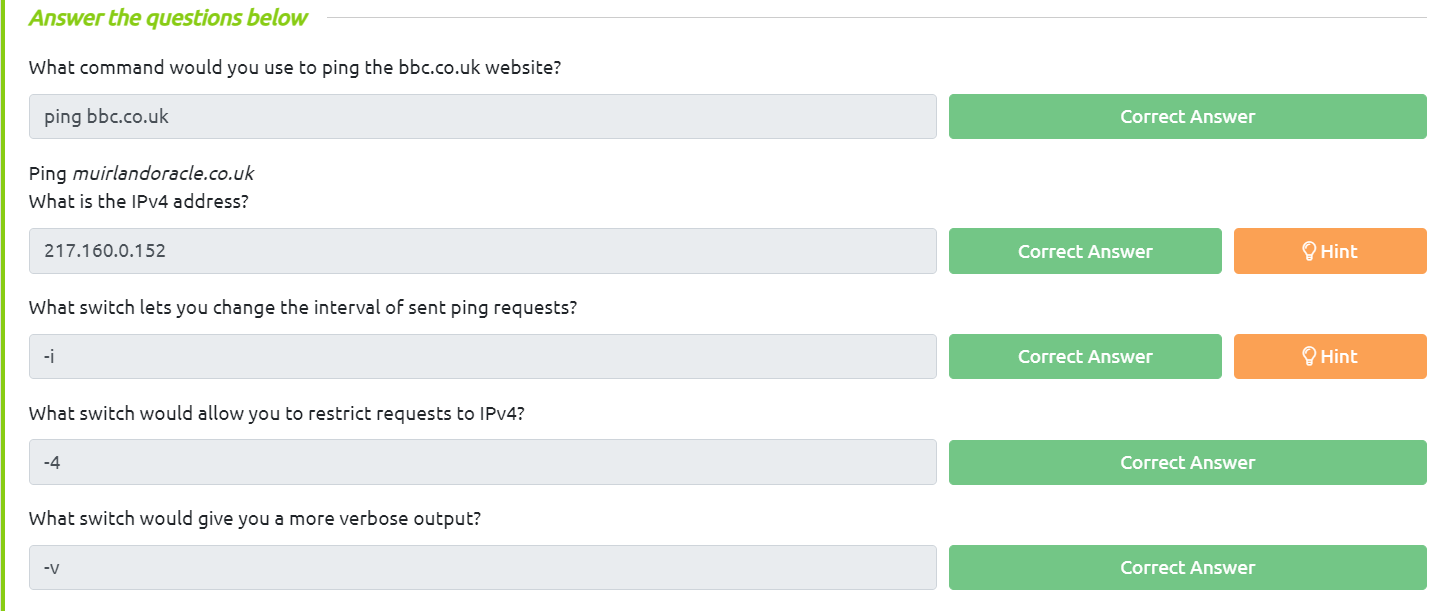 Answer the questions below
What command would you use to ping the bbc.co.uk website?
ping bbc.co.uk
Correct Answer
Ping muirlandoracle.co.uk
What is the IPv4 address?
217.160.0.152
Correct Answer
Hint
What switch lets you change the interval of sent ping requests?
-i
Correct Answer
Hint
What switch would allow you to restrict requests to IPv4?
-4
Correct Answer
What switch would give you a more verbose output?
-v
Correct Answer